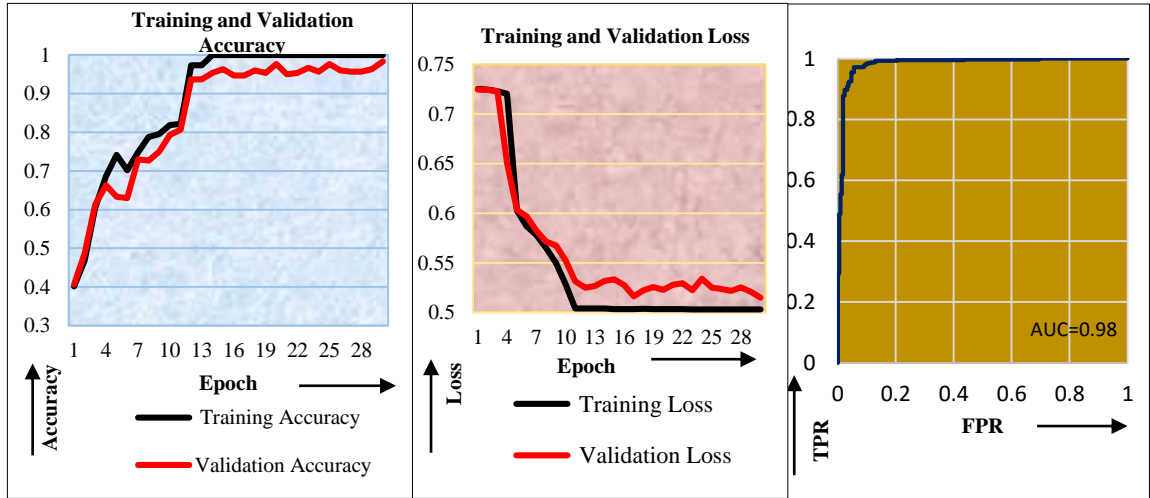 Training and Validation
Accuracy
1
0.9
0.8
0.7
0.6
0.5
0.4
0.3
1 4 7 10 13 16 19 22 25 28
Epoch
Accuracy
Training Accuracy
Validation Accuracy
Training and Validation Loss
0.75
0.7
0.65
0.6
0.55
0.5
1 4 7 10 13 16 19 22 25 28
Epoch
Loss
Training Loss
Validation Loss
1
0.8
0.6
0.4
0.2
0
AUC=0.98
0 0.2 0.4 0.6 0.8 1
FPR
TPR